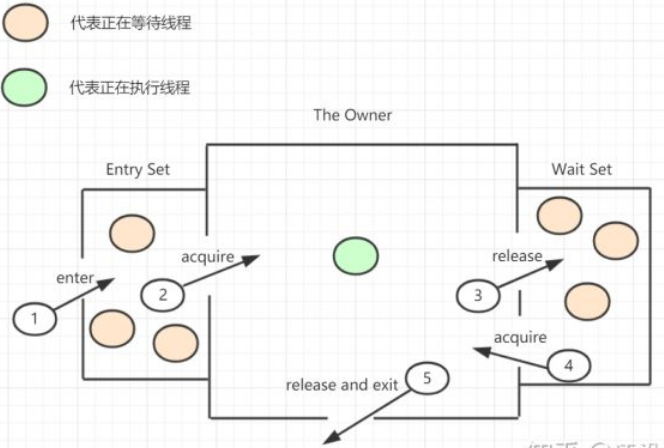 代表正在等待线程
代表正在执行线程
The Owner
Entry Set
Wait Set
enter
1
acquire
2
release
3
acquire
4
release and exit
5